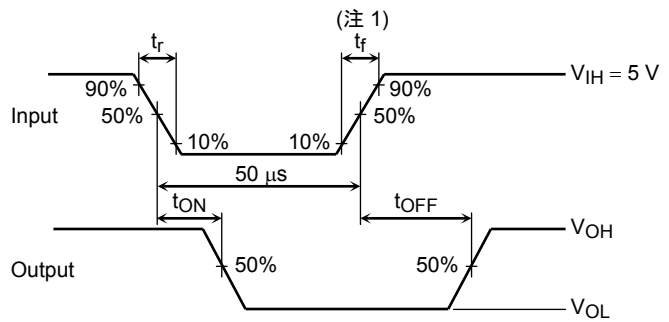 (注 1)
tr
tf
VIH = 5 V
90%
90%
Input
50%
50%
10%
10%
50 μs
tON
tOFF
VOH
Output
50%
50%
VOL